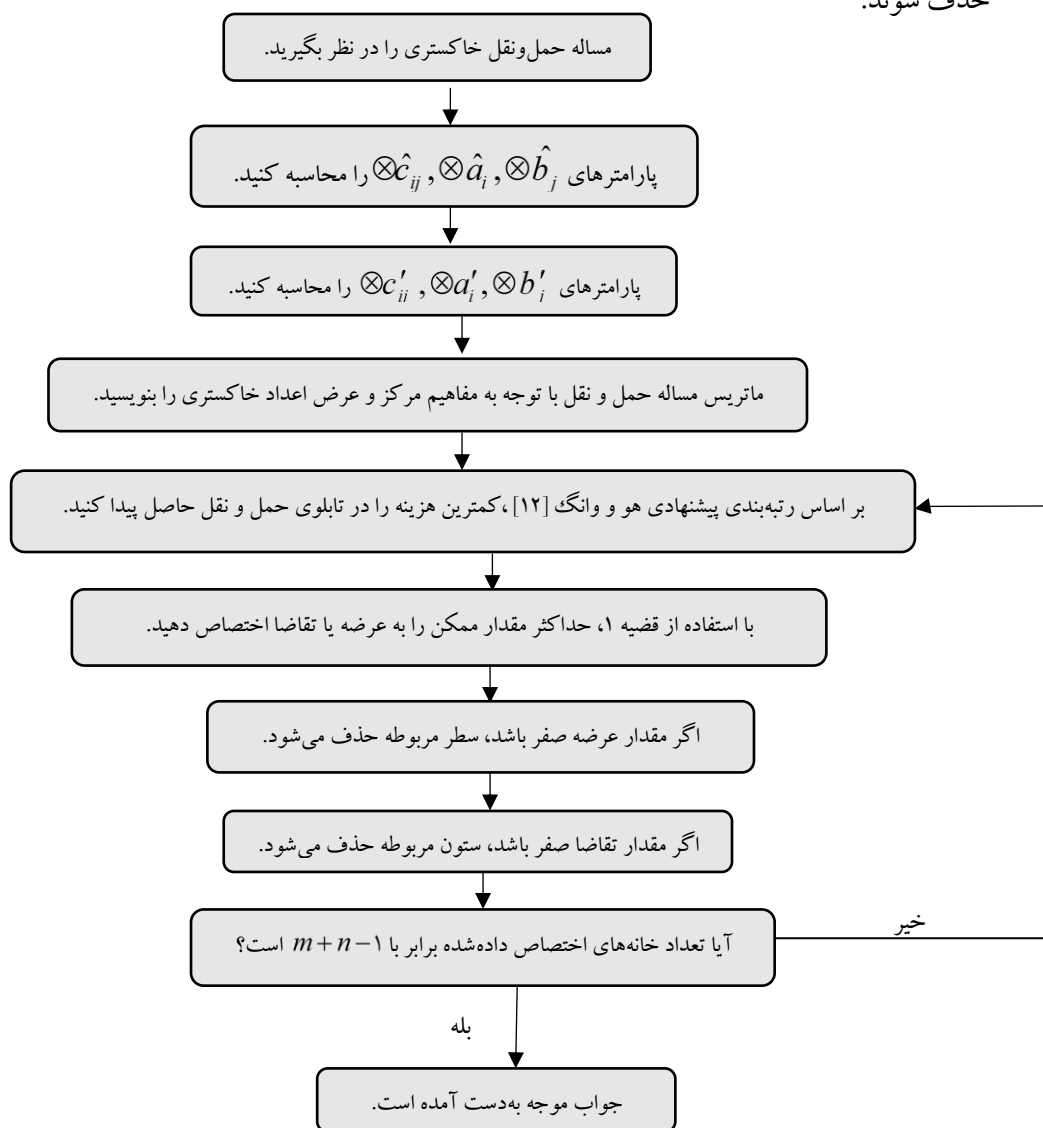 حذف شوند.
مساله حمل‌ونقل خاکستری را در نظر بگیرید.
پارامترهای ⊗ĉ_ij , ⊗â_i , ⊗b̂_j را محاسبه کنید.
پارامترهای ⊗c′_ij , ⊗a′_i , ⊗b′_j را محاسبه کنید.
ماتریس مساله حمل و نقل با توجه به مفاهیم مرکز و عرض اعداد خاکستری را بنویسید.
بر اساس رتبه‌بندی پیشنهادی هو و وانگ [۱۲]، کمترین هزینه را در تابلوی حمل و نقل حاصل پیدا کنید.
با استفاده از قضیه ۱، حداکثر مقدار ممکن را به عرضه یا تقاضا اختصاص دهید.
اگر مقدار عرضه صفر باشد، سطر مربوطه حذف می‌شود.
اگر مقدار تقاضا صفر باشد، ستون مربوطه حذف می‌شود.
آیا تعداد خانه‌های اختصاص داده‌شده برابر با m+n−۱ است؟
خیر
بله
جواب موجه به‌دست آمده است.